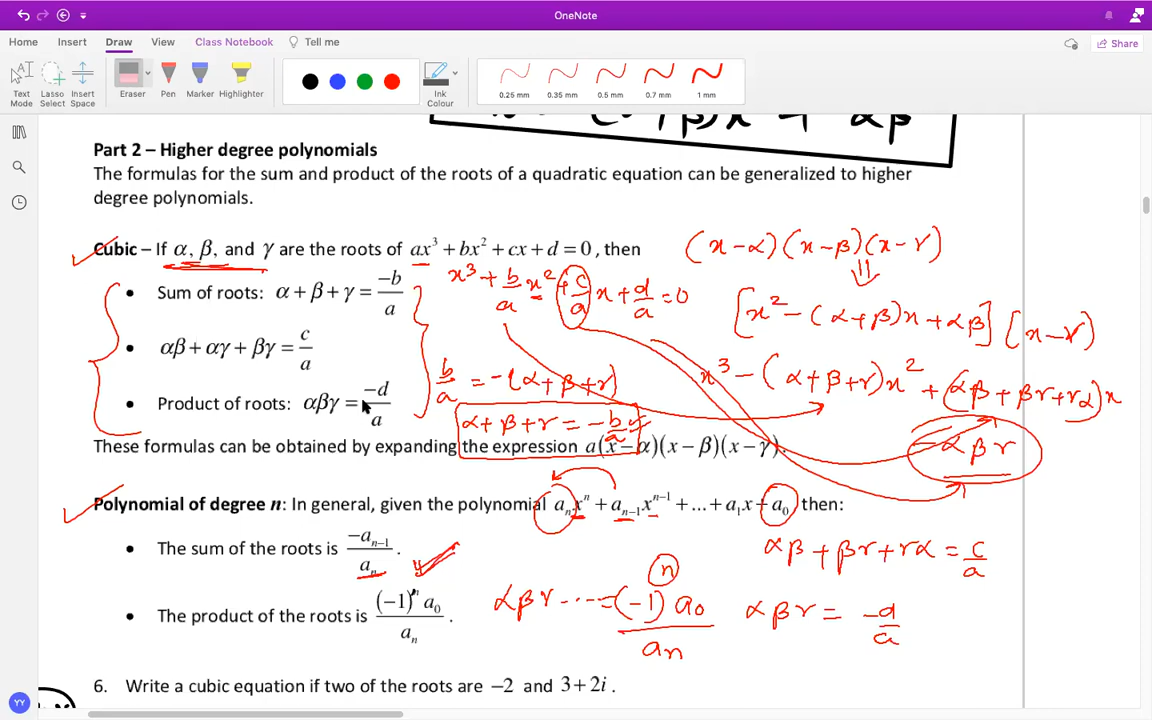 OneNote
Home Insert Draw View Class Notebook Tell me
Share
Text Mode Lasso Select Insert Space Eraser Pen Marker Highlighter Ink Colour 0.25 mm 0.35 mm 0.5 mm 0.7 mm 1 mm
Part 2 – Higher degree polynomials
The formulas for the sum and product of the roots of a quadratic equation can be generalized to higher
degree polynomials.
Cubic – If α, β, and γ are the roots of ax³ + bx² + cx + d = 0, then
(x-α)(x-β)(x-γ)
x³ + b/a x² + c/a x + d/a = 0
• Sum of roots: α + β + γ = -b/a
[x² - (α+β)x + αβ] [x-γ]
• αβ + αγ + βγ = c/a
x³ - (α+β+γ)x² + (αβ + βγ + γα)x
b/a = -(α+β+γ)
• Product of roots: αβγ = -d/a
α+β+γ = -b/a
- αβγ
These formulas can be obtained by expanding the expression a(x-α)(x-β)(x-γ).
Polynomial of degree n: In general, given the polynomial aₙxⁿ + aₙ₋₁xⁿ⁻¹ + ... + a₁x + a₀ then:
• The sum of the roots is -aₙ₋₁/aₙ.
αβ + βγ + γα = c/a
• The product of the roots is (-1)ⁿ a₀/aₙ.
αβγ ---- = (-1)ⁿ a₀/aₙ
αβγ = -d/a
6. Write a cubic equation if two of the roots are −2 and 3+2i.
YY